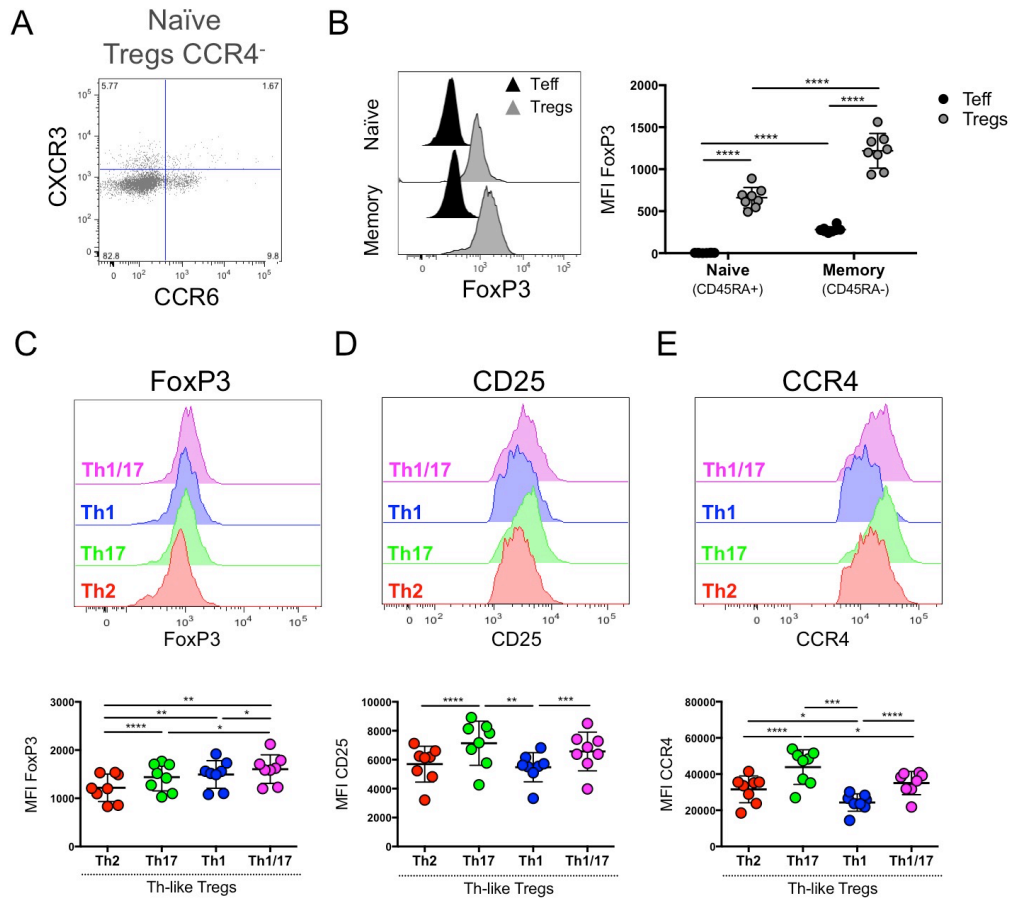 A
Naïve
Tregs CCR4-
5.77
1.67
CXCR3
10^5
10^4
10^3
10^2
0
82.8
9.8
0 10^2 10^3 10^4 10^5
CCR6
B
Teff
Tregs
Naïve
Memory
0 10^3 10^4 10^5
FoxP3
MFI FoxP3
2000
1500
1000
500
0
****
****
****
****
Teff
Tregs
Naive Memory
(CD45RA+) (CD45RA-)
C
FoxP3
Th1/17
Th1
Th17
Th2
0 10^3 10^4 10^5
FoxP3
D
CD25
Th1/17
Th1
Th17
Th2
0 10^2 10^3 10^4 10^5
CD25
E
CCR4
Th1/17
Th1
Th17
Th2
0 10^3 10^4 10^5
CCR4
MFI FoxP3
3000
2000
1000
0
**
** *
**** *
Th2 Th17 Th1 Th1/17
Th-like Tregs
MFI CD25
10000
8000
6000
4000
2000
0
**** ** ***
Th2 Th17 Th1 Th1/17
Th-like Tregs
MFI CCR4
80000
60000
40000
20000
0
***
* ****
**** *
Th2 Th17 Th1 Th1/17
Th-like Tregs